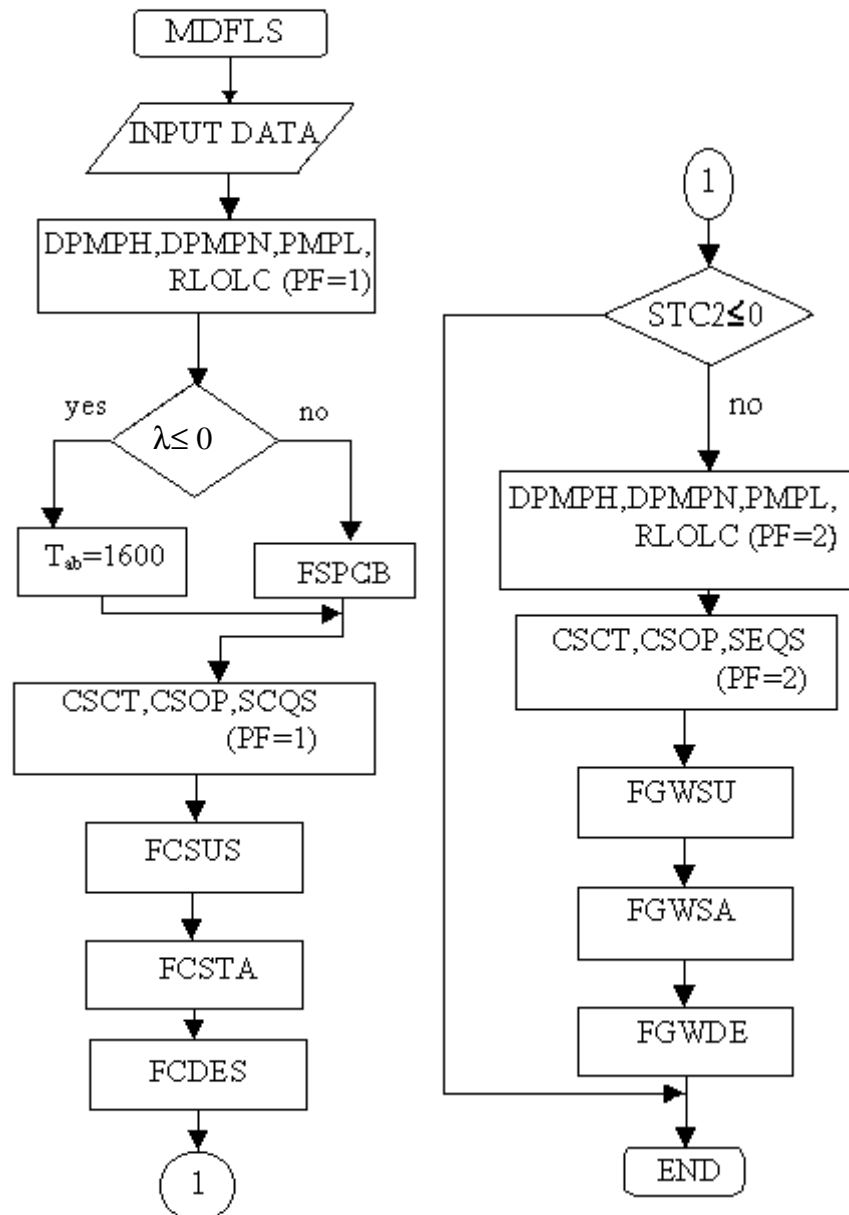 MDFLS
INPUT DATA
DPMPH,DPMPN,PMPL,
RLOLC (PF=1)
yes
no
λ≤ 0
Tab=1600
FSPCB
CSCT,CSOP,SCQS
(PF=1)
FCSUS
FCSTA
FCDES
1
1
STC2≦0
no
DPMPH,DPMPN,PMPL,
RLOLC (PF=2)
CSCT,CSOP,SEQS
(PF=2)
FGWSU
FGWSA
FGWDE
END